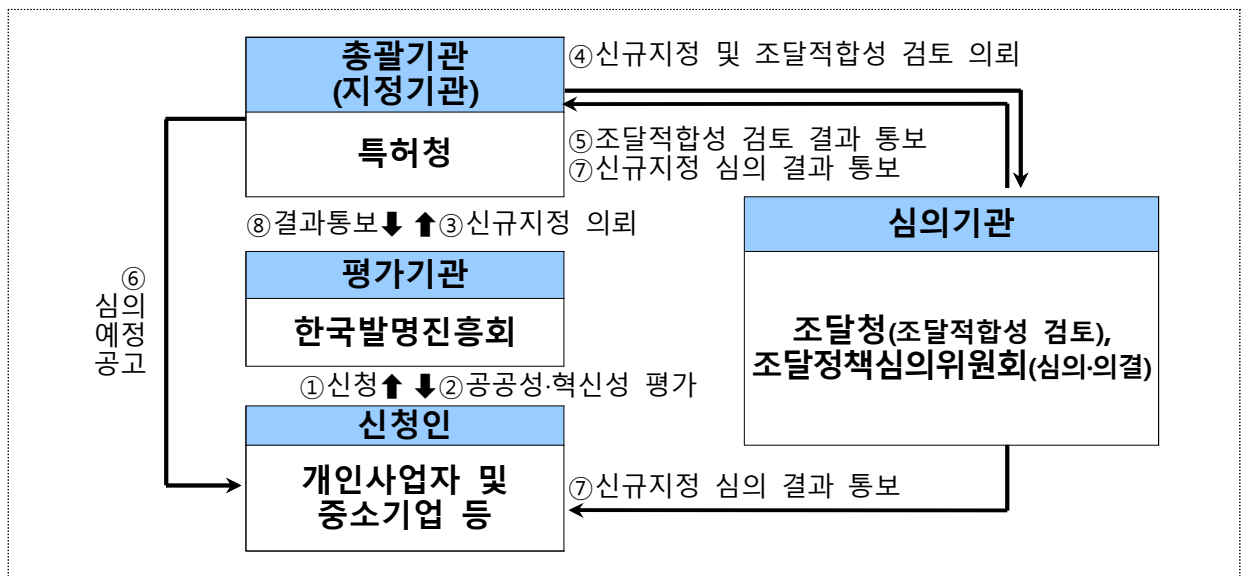 총괄기관
(지정기관)
특허청
④신규지정 및 조달적합성 검토 의뢰
⑤조달적합성 검토 결과 통보
⑦신규지정 심의 결과 통보
⑧결과통보⬇ ⬆③신규지정 의뢰
평가기관
한국발명진흥회
①신청⬆ ⬇②공공성·혁신성 평가
신청인
개인사업자 및
중소기업 등
⑥
심의
예정
공고
심의기관
조달청(조달적합성 검토),
조달정책심의위원회(심의·의결)
⑦신규지정 심의 결과 통보